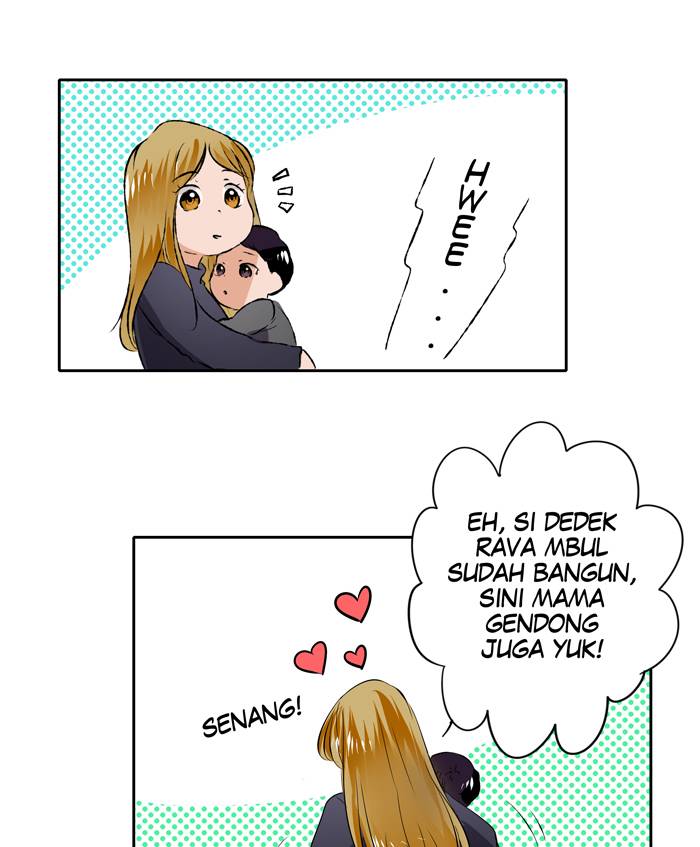 HWEE...
EH, SI DEDEK
RAVA MBUL
SUDAH BANGUN,
SINI MAMA
GENDONG
JUGA YUK!
SENANG!